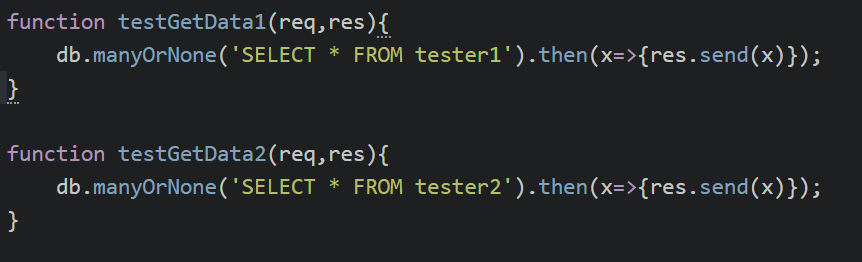 function testGetData1(req,res){
    db.manyOrNone('SELECT * FROM tester1').then(x=>{res.send(x)});
}
function testGetData2(req,res){
    db.manyOrNone('SELECT * FROM tester2').then(x=>{res.send(x)});
}